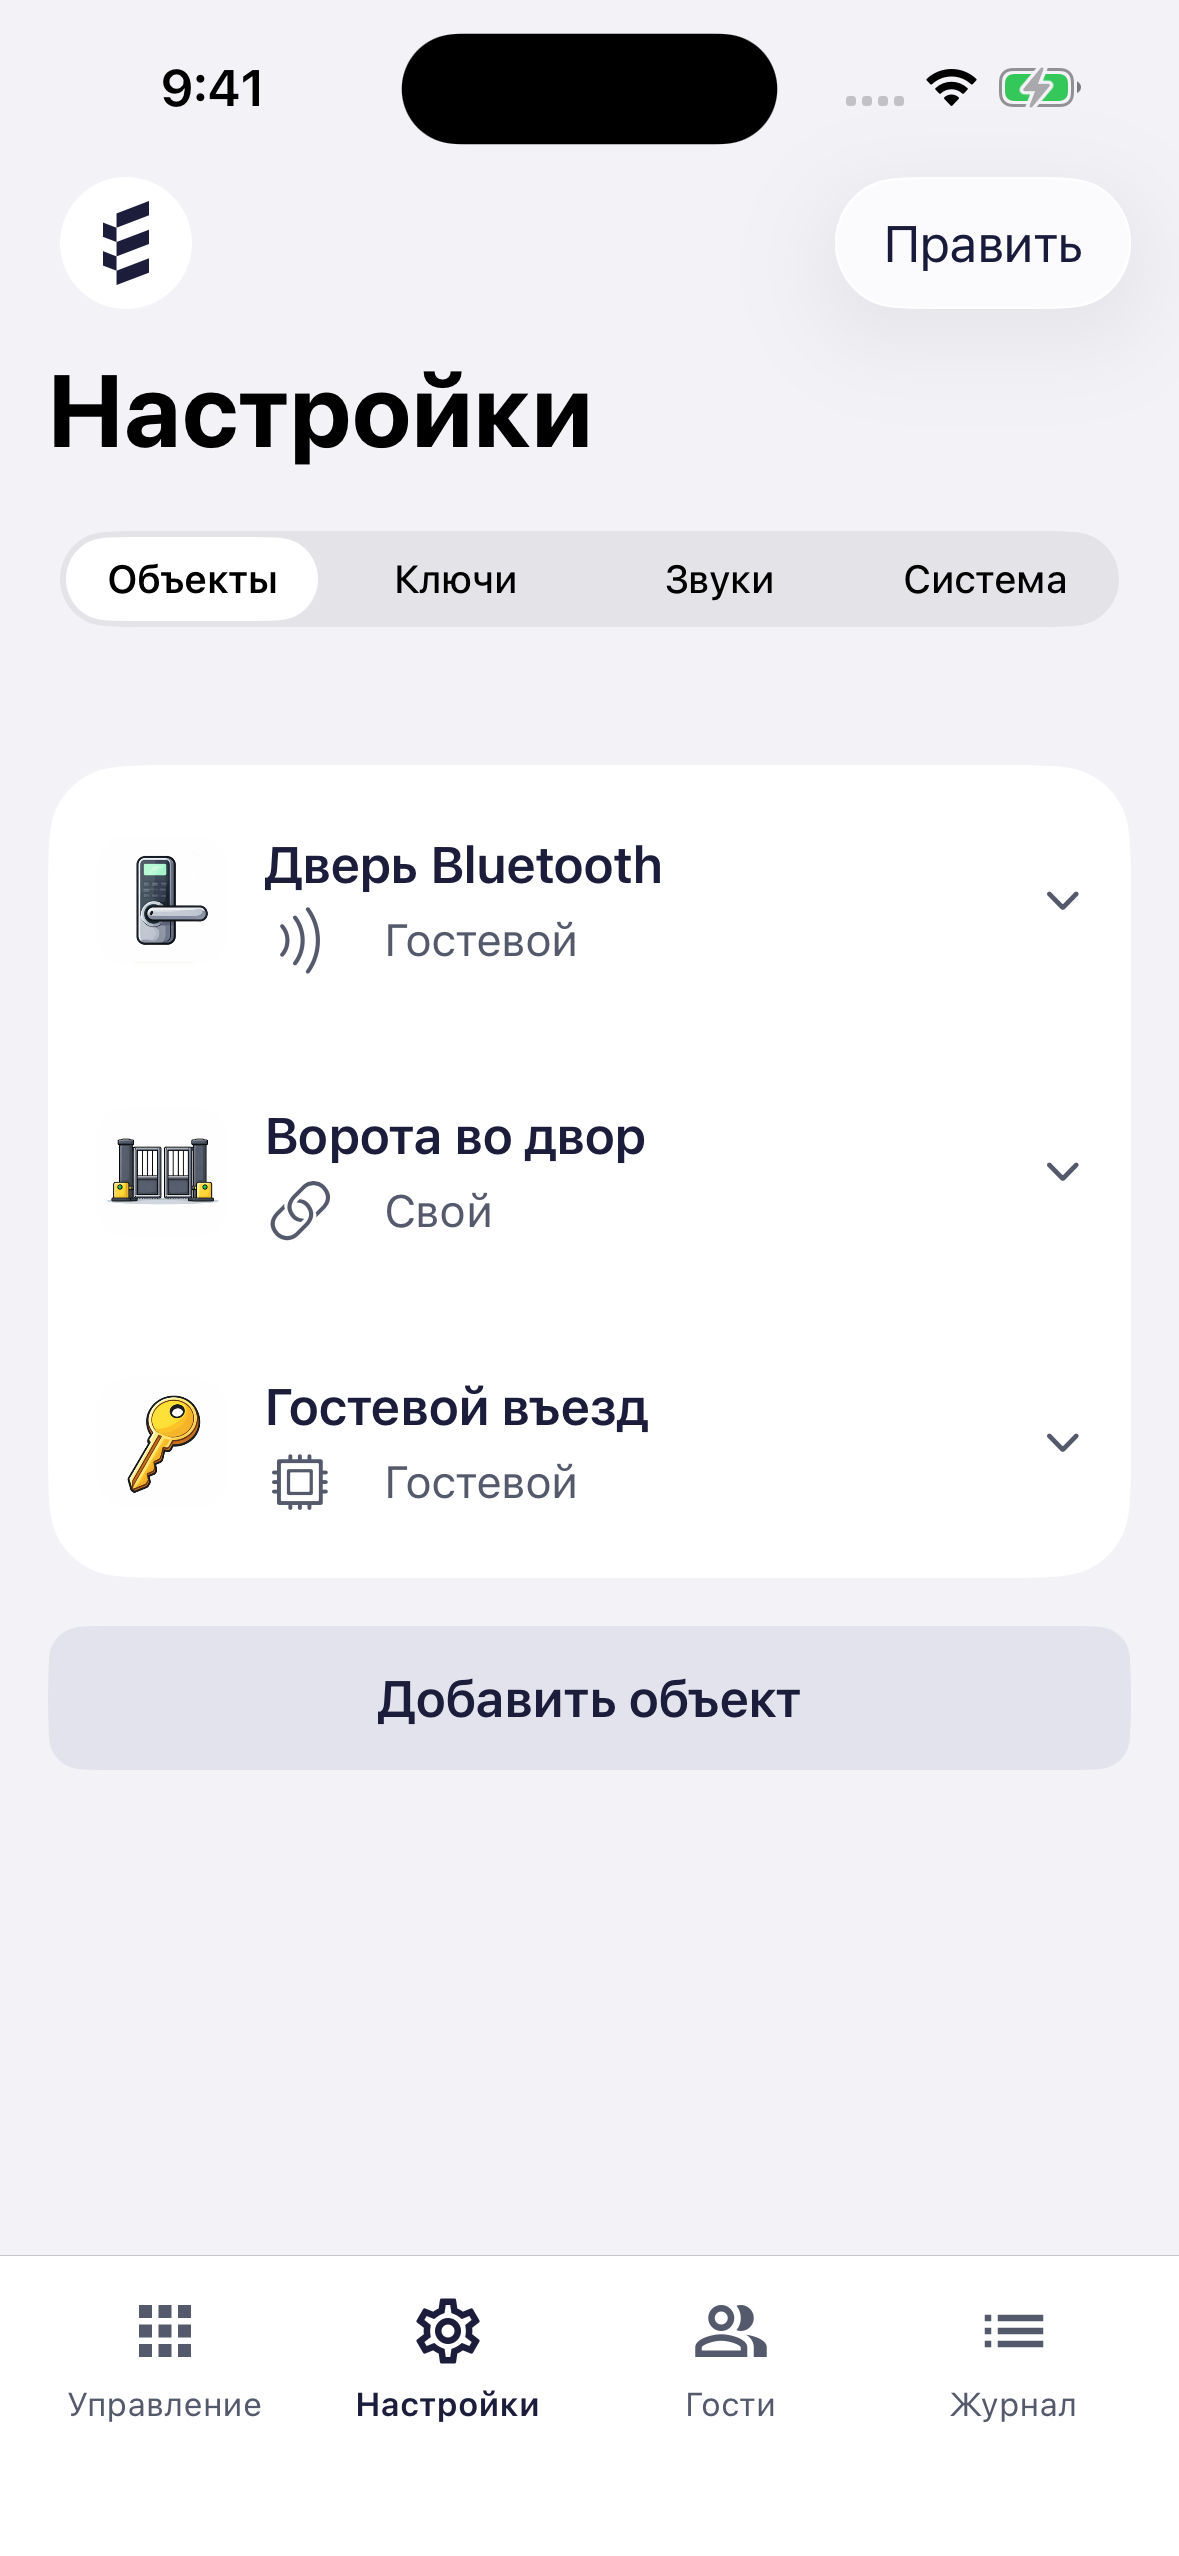 9:41
Править
Настройки
Объекты Ключи Звуки Система
Дверь Bluetooth
Гостевой
Ворота во двор
Свой
Гостевой въезд
Гостевой
Добавить объект
Управление Настройки Гости Журнал